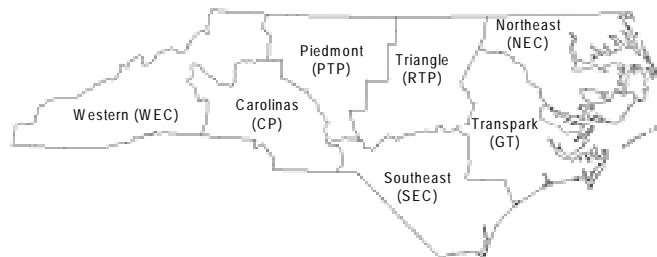 Northeast
(NEC)
Piedmont
(PTP)
Triangle
(RTP)
Western (WEC)
Carolinas
(CP)
Transpark
(GT)
Southeast
(SEC)